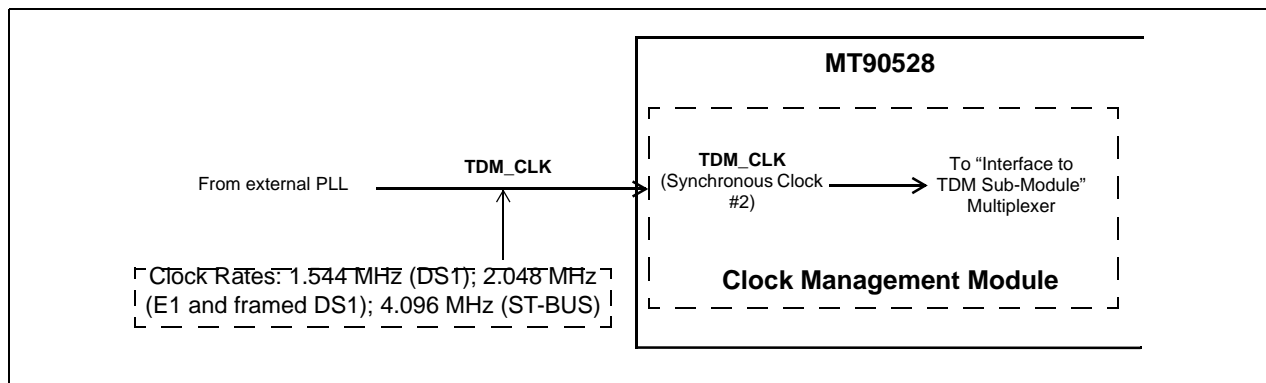 MT90528
TDM_CLK
From external PLL
TDM_CLK
(Synchronous Clock
#2)
To “Interface to
TDM Sub-Module”
Multiplexer
Clock Rates: 1.544 MHz (DS1); 2.048 MHz
(E1 and framed DS1); 4.096 MHz (ST-BUS)
Clock Management Module